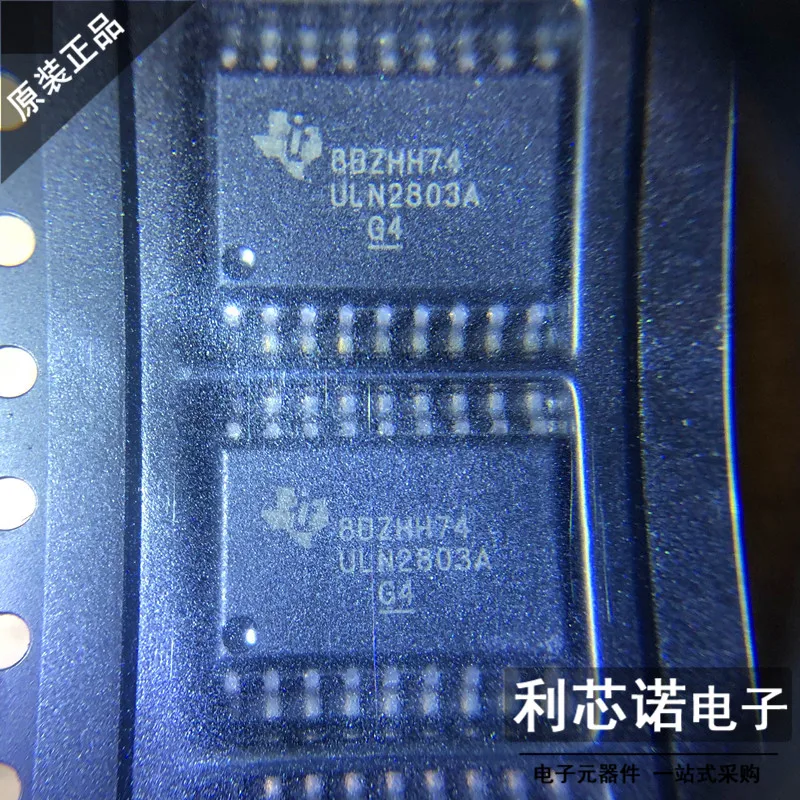 原装正品
8BZHH74
ULN2803A
G4
8BZHH74
ULN2803A
G4
利芯诺电子
电子元器件 一站式采购